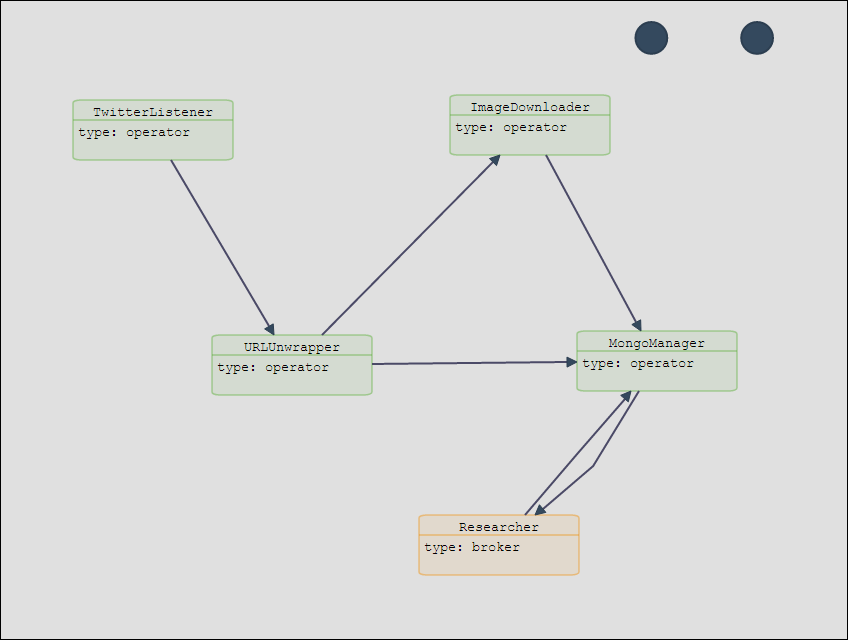 TwitterListener
type: operator
ImageDownloader
type: operator
URLUnwrapper
type: operator
MongoManager
type: operator
Researcher
type: broker